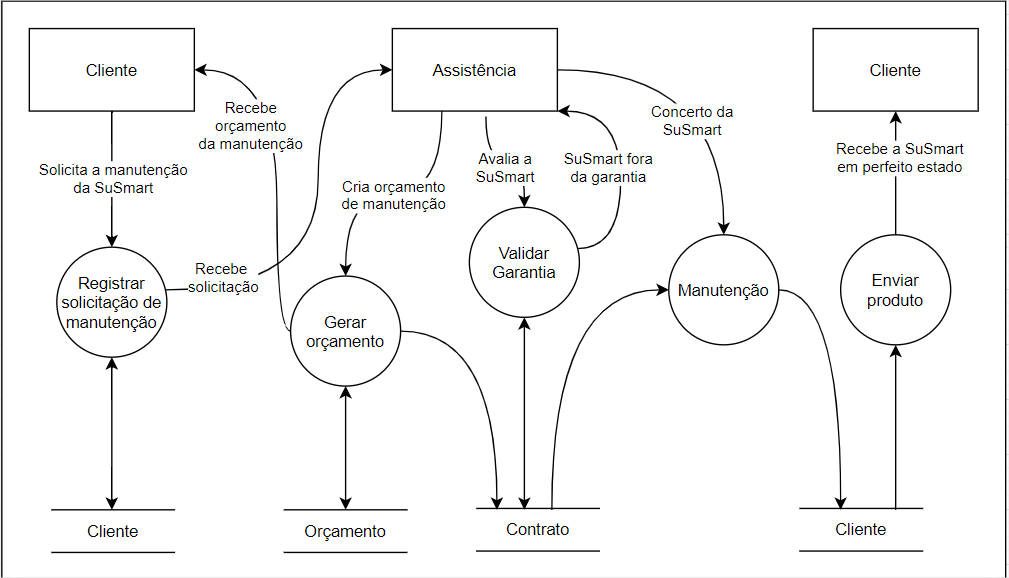 Cliente
Assistência
Cliente
Recebe
orçamento
da manutenção
Concerto da
SuSmart
Solicita a manutenção
da SuSmart
Avalia a
SuSmart
SuSmart fora
da garantia
Recebe a SuSmart
em perfeito estado
Cria orçamento
de manutenção
Registrar
solicitação de
manutenção
Recebe
solicitação
Gerar
orçamento
Validar
Garantia
Manutenção
Enviar
produto
Cliente
Orçamento
Contrato
Cliente